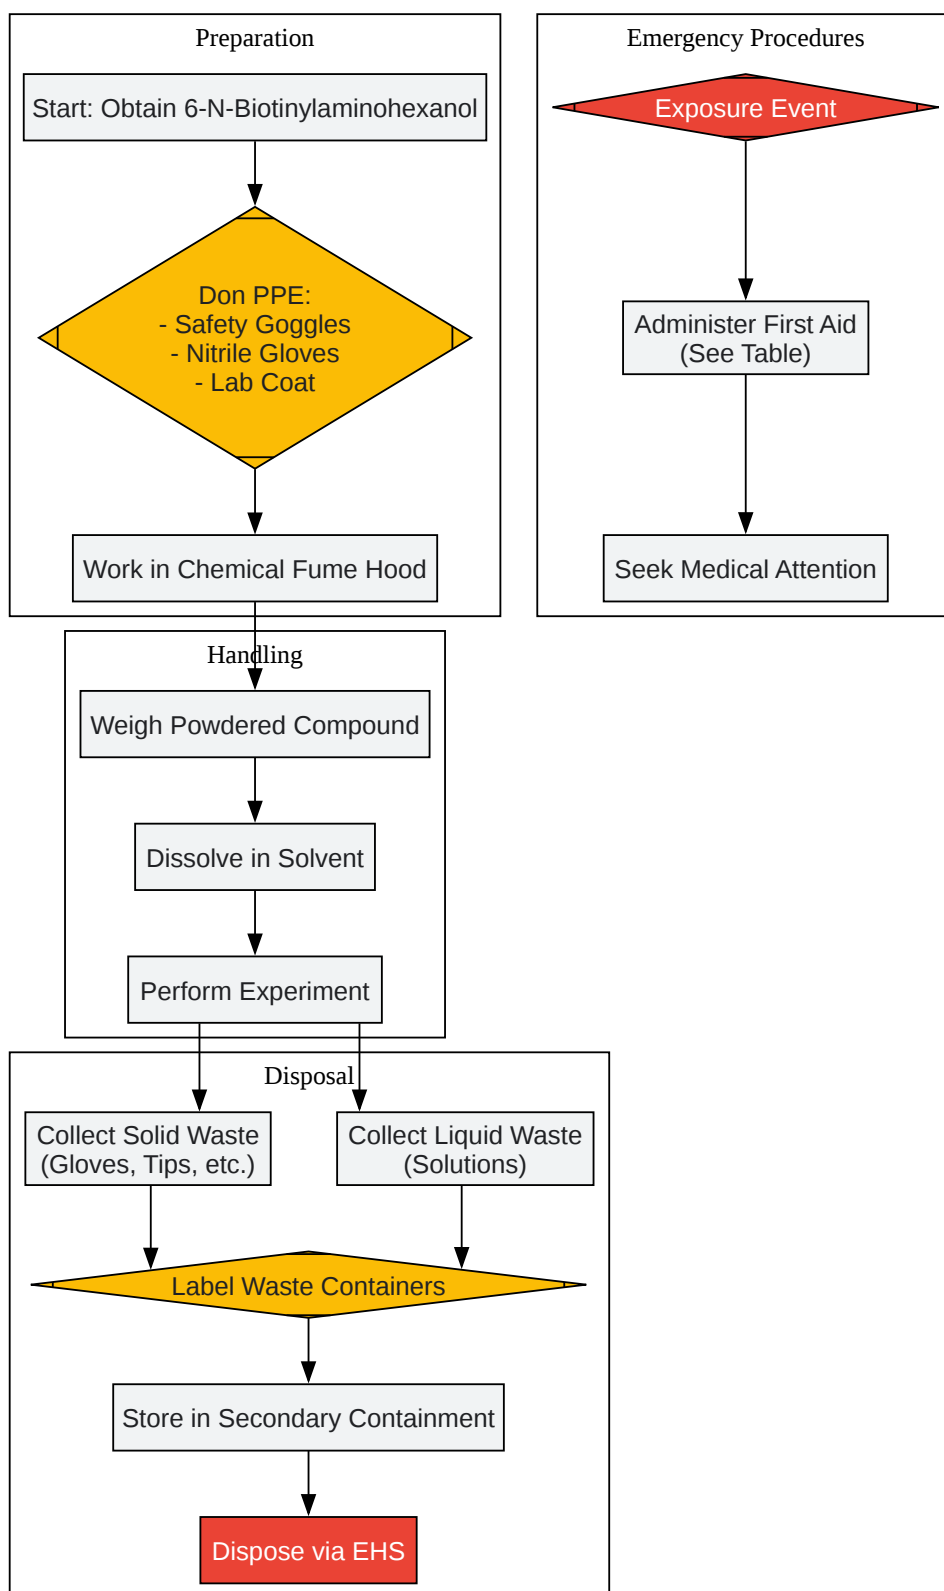 Preparation
Start: Obtain 6-N-Biotinylaminohexanol
Don PPE:
- Safety Goggles
- Nitrile Gloves
- Lab Coat
Work in Chemical Fume Hood
Handling
Weigh Powdered Compound
Dissolve in Solvent
Perform Experiment
Disposal
Collect Solid Waste
(Gloves, Tips, etc.)
Collect Liquid Waste
(Solutions)
Label Waste Containers
Store in Secondary Containment
Dispose via EHS
Emergency Procedures
Exposure Event
Administer First Aid
(See Table)
Seek Medical Attention